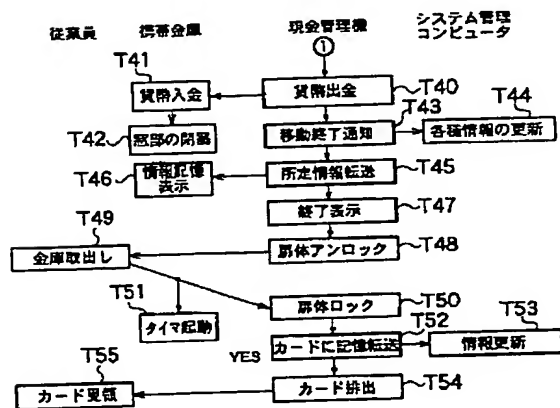 従業員
携帯金庫
現金管理機
システム管理
コンピュータ
①
T41
貨幣入金
貨幣出金
T40
T42
窓部の閉塞
移動終了通知
T43
各種情報の更新
T44
T46
情報記憶
表示
所定情報転送
T45
終了表示
T47
T49
金庫取出し
扉体アンロック
T48
T51
タイマ起動
扉体ロック
T50
T52
T53
YES
カードに記憶転送
情報更新
T55
カード受領
カード排出
T54